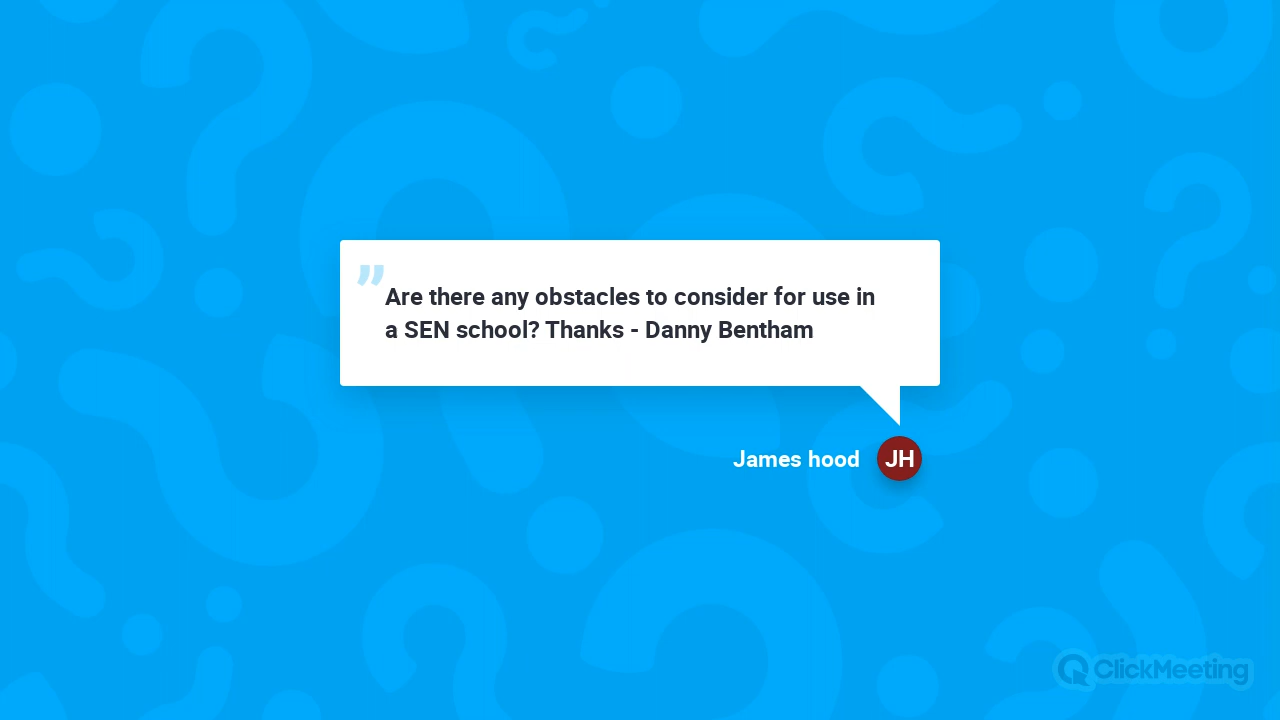 Are there any obstacles to consider for use in
a SEN school? Thanks - Danny Bentham
James hood
JH
ClickMeeting